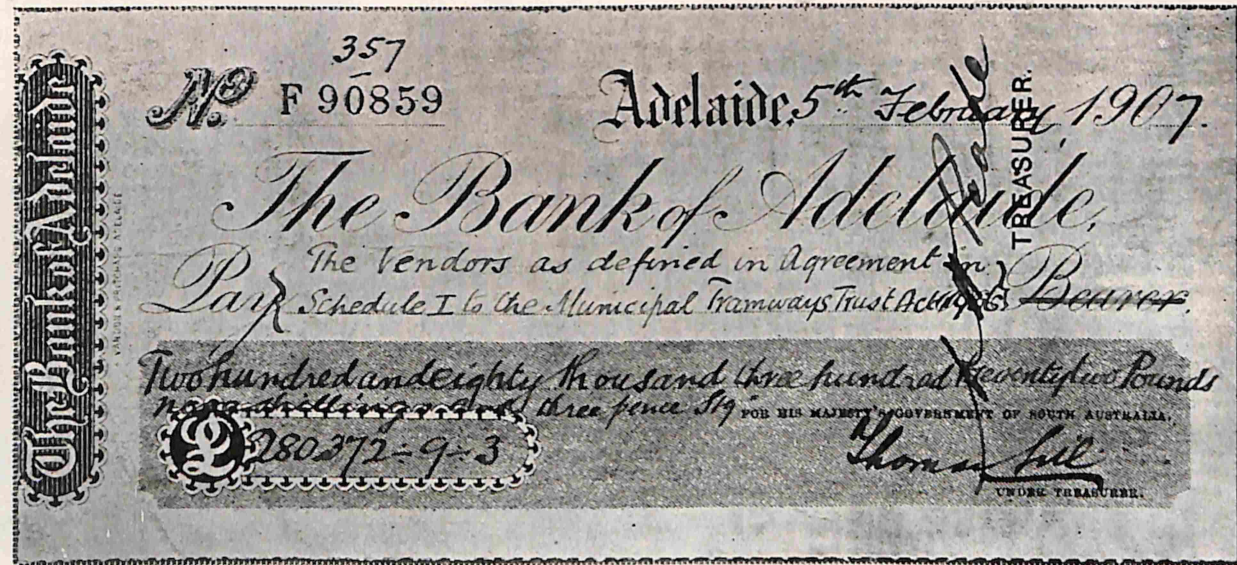 The Bank of Adelaide
357
No. F 90859
Adelaide, 5th February 1907.
The Bank of Adelaide,
Pay The Vendors as defined in Agreement in
Schedule I to the Municipal Tramways Trust Act 1906 Bearer.
Two hundred and eighty thousand three hundred & seventy two Pounds
nine shillings and three pence Stg
FOR HIS MAJESTY'S GOVERNMENT OF SOUTH AUSTRALIA,
£ 280372-9-3
Thomas Gill
UNDER TREASURER.
TREASURER.